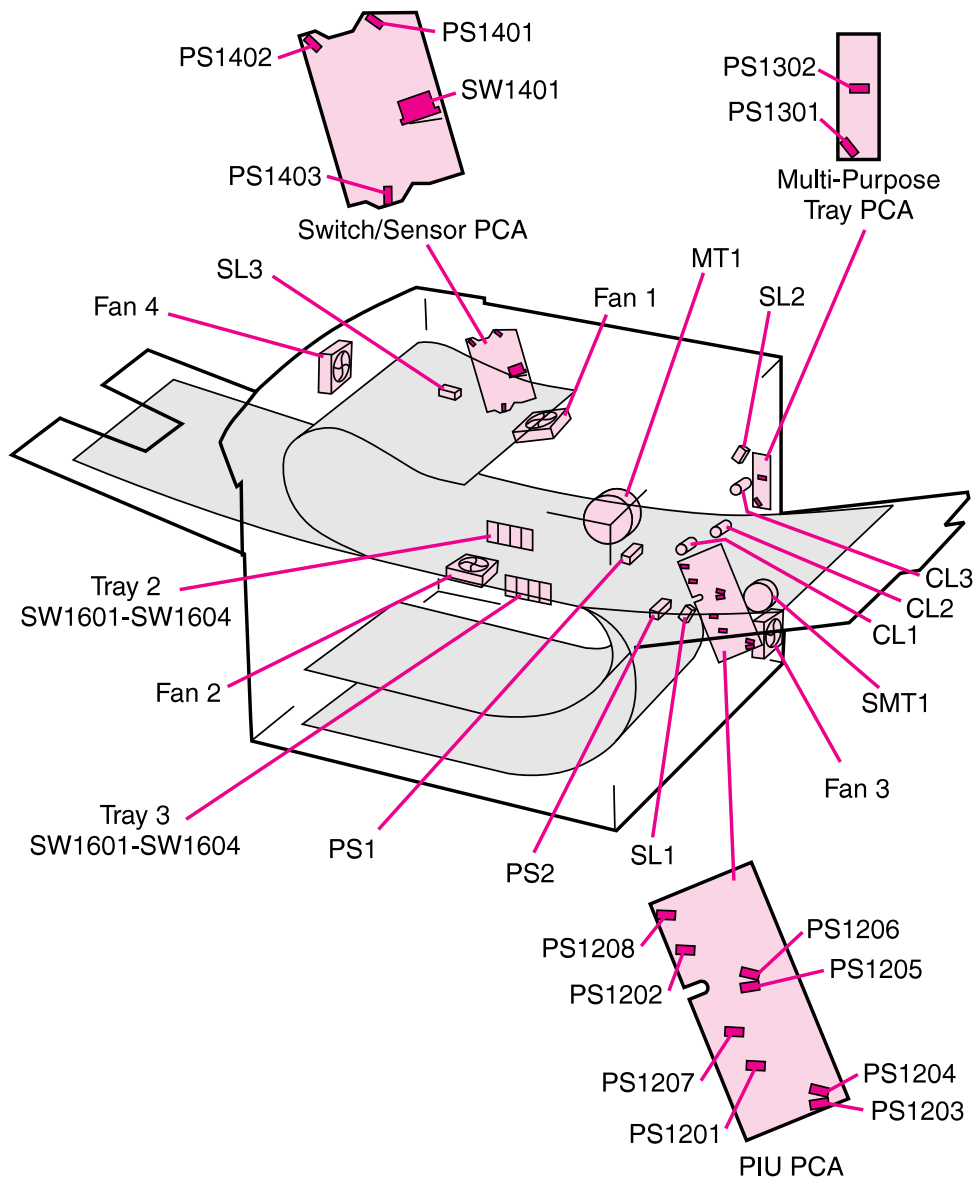 PS1401
PS1402
SW1401
PS1403
Switch/Sensor PCA
PS1302
PS1301
Multi-Purpose
Tray PCA
SL3
MT1
Fan 4
Fan 1
SL2
Tray 2
SW1601-SW1604
CL3
CL2
CL1
Fan 2
SMT1
Fan 3
Tray 3
SW1601-SW1604
PS1
PS2
SL1
PS1208
PS1206
PS1202
PS1205
PS1207
PS1204
PS1201
PS1203
PIU PCA